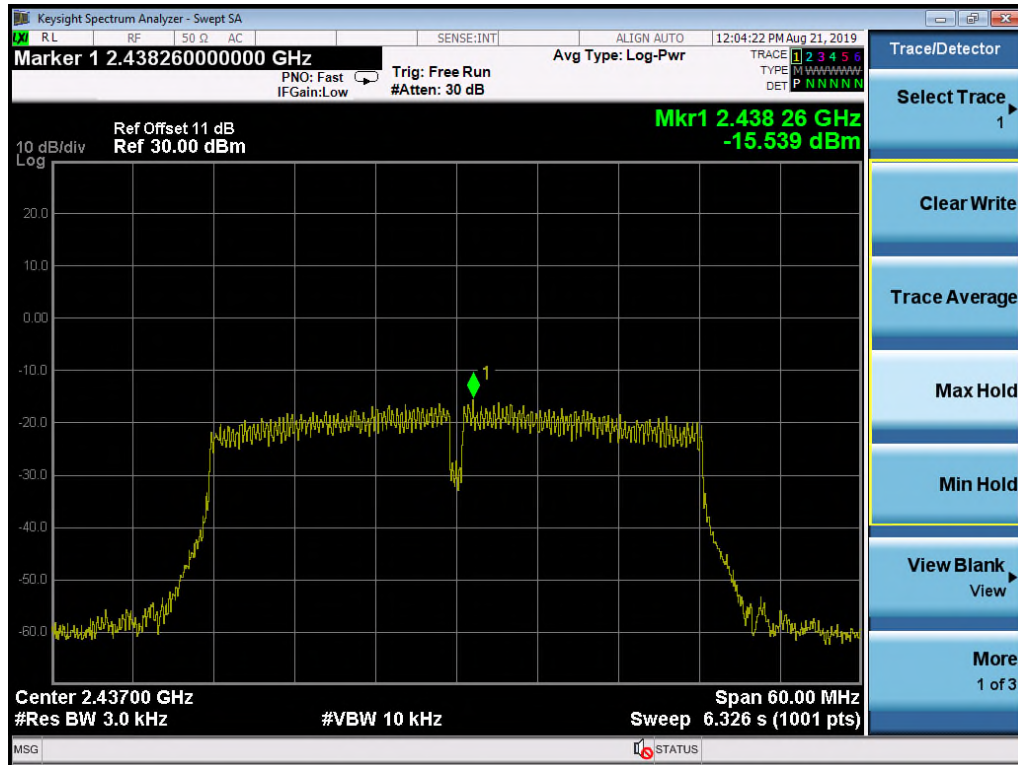 Keysight Spectrum Analyzer - Swept SA
LXI RL RF 50 Ω AC SENSE:INT ALIGN AUTO 12:04:22 PM Aug 21, 2019
Marker 1 2.438260000000 GHz
PNO: Fast
IFGain:Low
Trig: Free Run
#Atten: 30 dB
Avg Type: Log-Pwr
TRACE 1 2 3 4 5 6
TYPE M WWWWW
DET P N N N N N
Mkr1 2.438 26 GHz
-15.539 dBm
Ref Offset 11 dB
10 dB/div Ref 30.00 dBm
Log
20.0
10.0
0.00
-10.0
1
-20.0
-30.0
-40.0
-50.0
-60.0
Center 2.43700 GHz Span 60.00 MHz
#Res BW 3.0 kHz #VBW 10 kHz Sweep 6.326 s (1001 pts)
MSG STATUS
Trace/Detector
Select Trace
1
Clear Write
Trace Average
Max Hold
Min Hold
View Blank
View
More
1 of 3